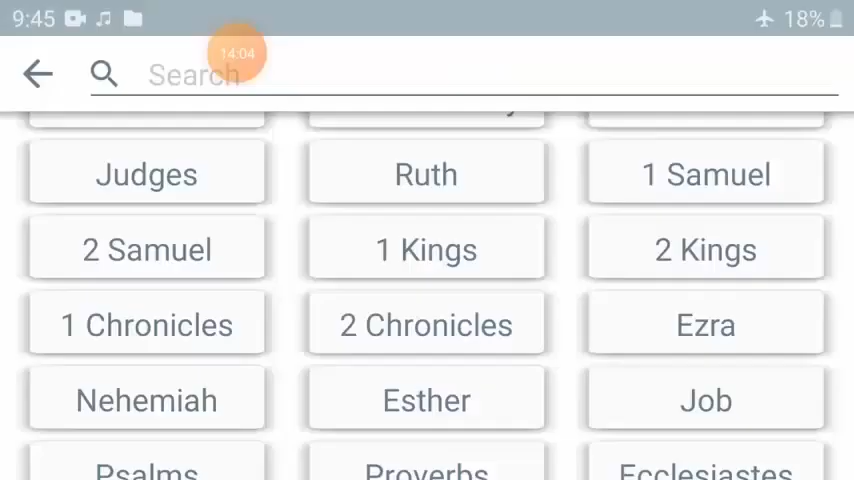 9:45 18%
14:04
Search
Judges Ruth 1 Samuel
2 Samuel 1 Kings 2 Kings
1 Chronicles 2 Chronicles Ezra
Nehemiah Esther Job
Psalms Proverbs Ecclesiastes